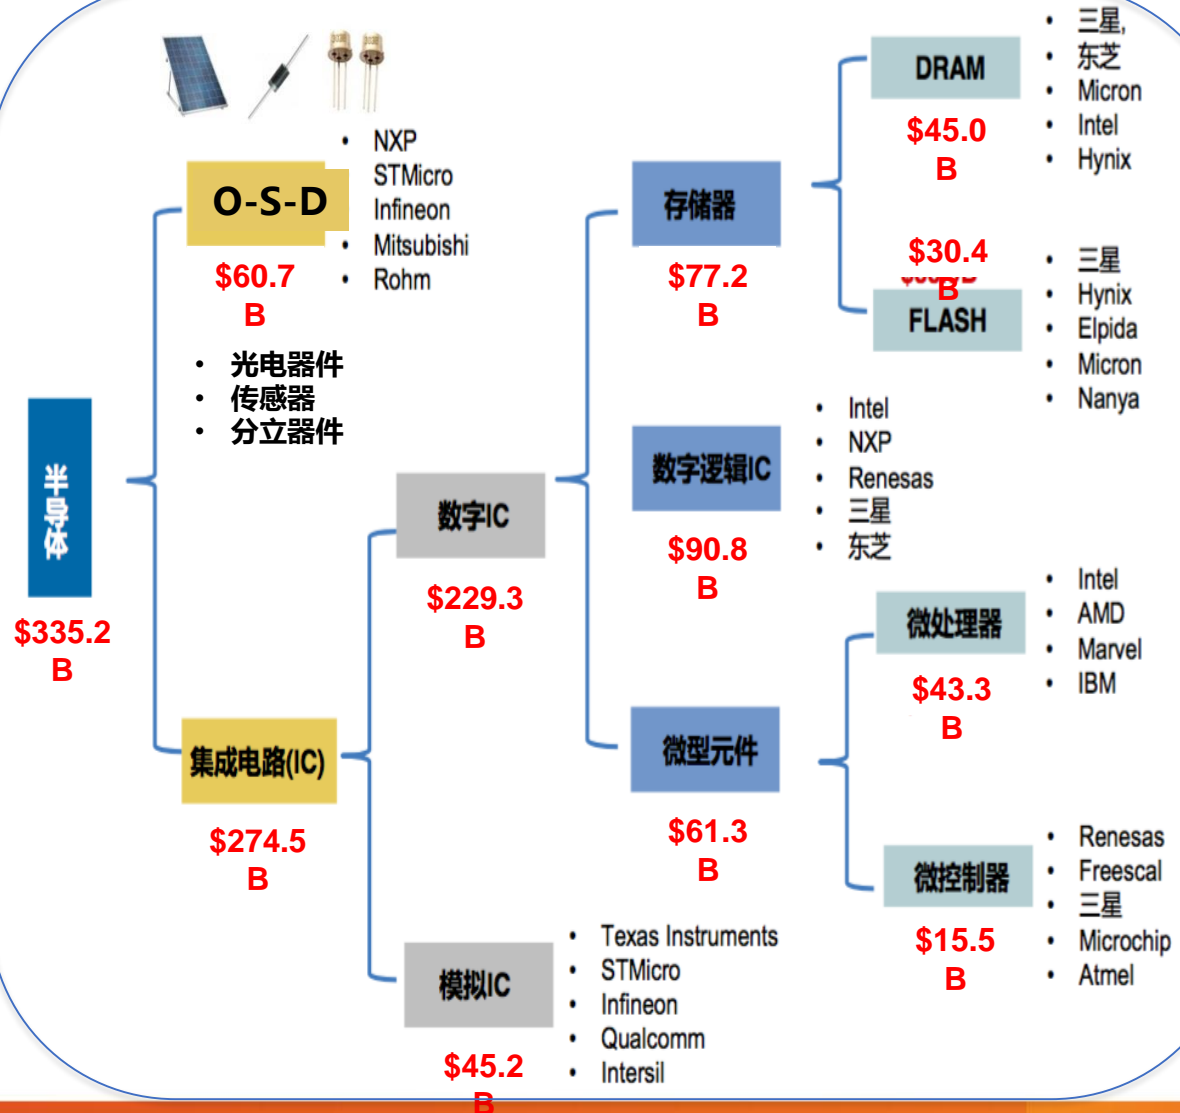 半导体
$335.2
B
O-S-D
$60.7
B
• NXP
STMicro
Infineon
• Mitsubishi
• Rohm
• 光电器件
• 传感器
• 分立器件
集成电路(IC)
$274.5
B
数字IC
$229.3
B
模拟IC
$45.2
B
• Texas Instruments
• STMicro
• Infineon
• Qualcomm
• Intersil
存储器
$77.2
B
数字逻辑IC
$90.8
B
• Intel
• NXP
• Renesas
• 三星
• 东芝
微型元件
$61.3
B
DRAM
$45.0
B
• 三星,
• 东芝
• Micron
• Intel
• Hynix
$30.4
B
FLASH
• 三星
• Hynix
• Elpida
• Micron
• Nanya
微处理器
$43.3
B
• Intel
• AMD
• Marvel
• IBM
微控制器
$15.5
B
• Renesas
• Freescal
• 三星
• Microchip
• Atmel